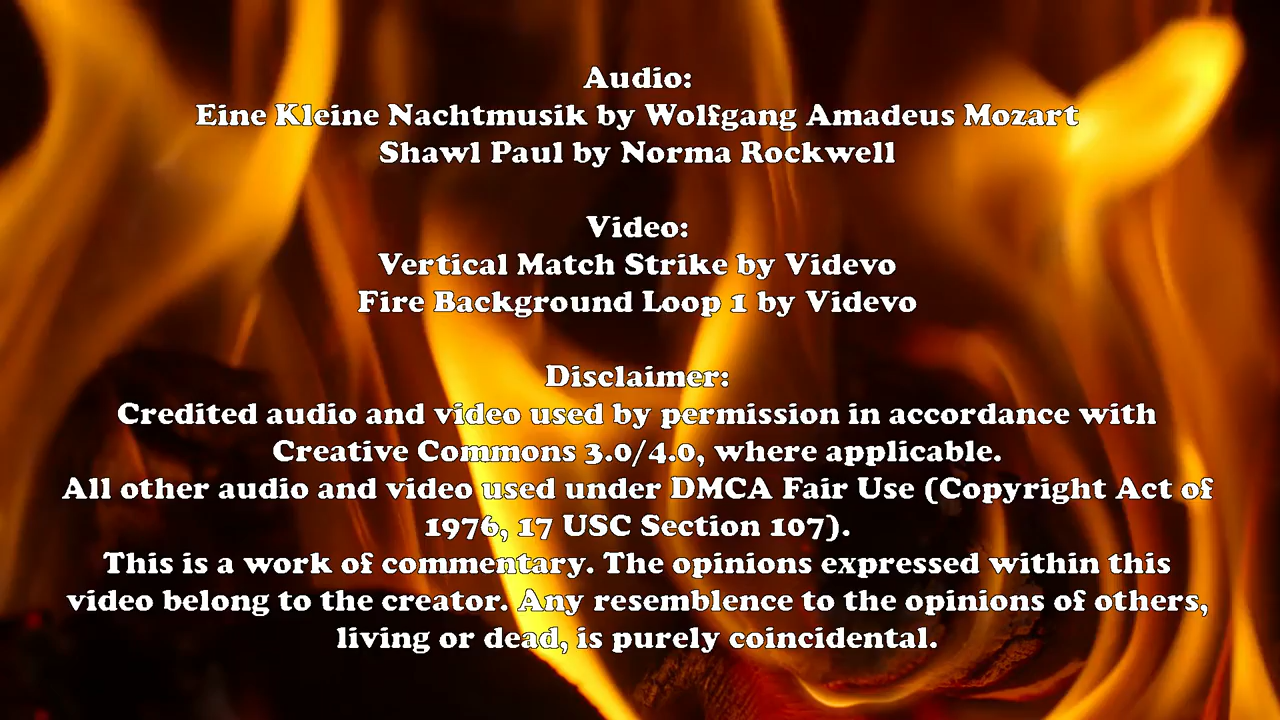 Audio:
Eine Kleine Nachtmusik by Wolfgang Amadeus Mozart
Shawl Paul by Norma Rockwell
Video:
Vertical Match Strike by Videvo
Fire Background Loop 1 by Videvo
Disclaimer:
Credited audio and video used by permission in accordance with
Creative Commons 3.0/4.0, where applicable.
All other audio and video used under DMCA Fair Use (Copyright Act of
1976, 17 USC Section 107).
This is a work of commentary. The opinions expressed within this
video belong to the creator. Any resemblence to the opinions of others,
living or dead, is purely coincidental.